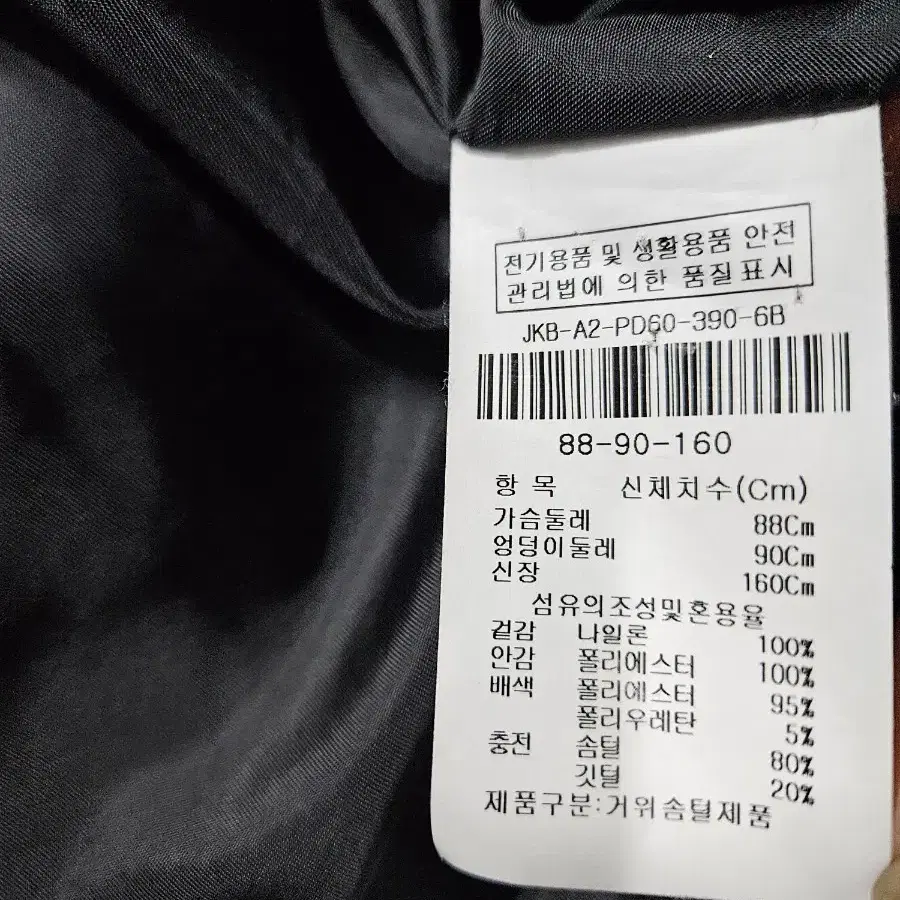 전기용품 및 생활용품 안전
관리법에 의한 품질표시
JKB-A2-PD60-390-6B
88-90-160
항 목 신체치수(Cm)
가슴둘레 88Cm
엉덩이둘레 90Cm
신장 160Cm
섬유의조성및혼용율
겉감 나일론 100%
안감 폴리에스터 100%
배색 폴리에스터 95%
폴리우레탄 5%
충전 솜털 80%
깃털 20%
제품구분:거위솜털제품